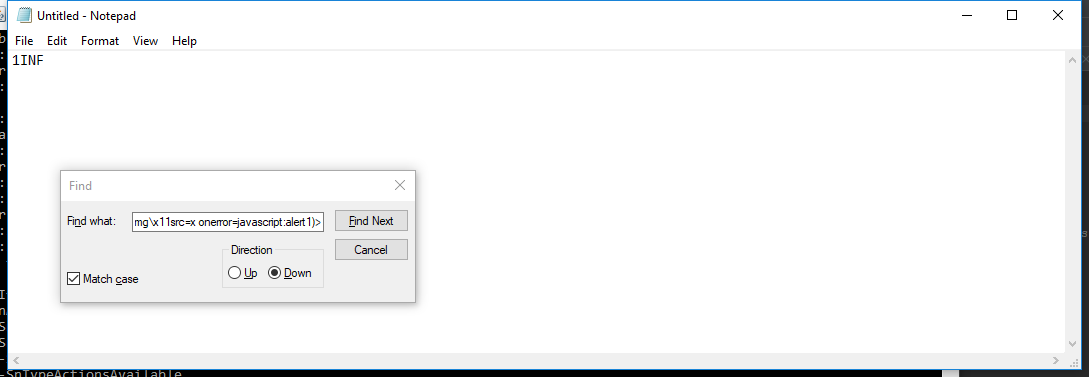 Untitled - Notepad
File Edit Format View Help
1INF
Find
Find what: mg\x11src=x onerror=javascript:alert1)> Find Next
Direction Cancel
Up Down
Match case
-SnTypeActionsAvailable